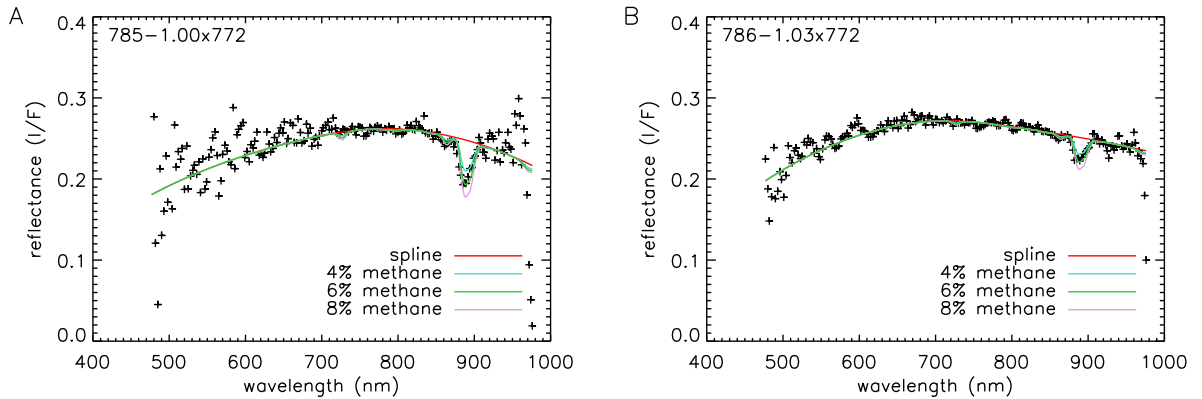 A
785-1.00x772
0.4
0.3
0.2
0.1
0.0
reflectance (I/F)
spline
4% methane
6% methane
8% methane
400 500 600 700 800 900 1000
wavelength (nm)
B
786-1.03x772
0.4
0.3
0.2
0.1
0.0
reflectance (I/F)
spline
4% methane
6% methane
8% methane
400 500 600 700 800 900 1000
wavelength (nm)